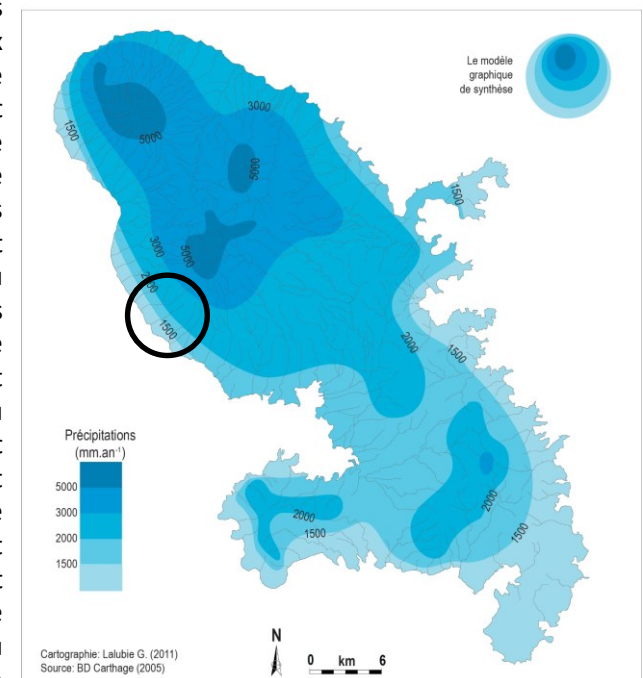 Le modèle
graphique
de synthèse
3000
1500
5000
5000
1500
3000
5000
2000
1500
2000
1500
Précipitations
(mm.an⁻¹)
5000
3000
2000
1500
2000
2000
1500
1500
Cartographie: Lalubie G. (2011)
Source: BD Carthage (2005)
N
0 km 6